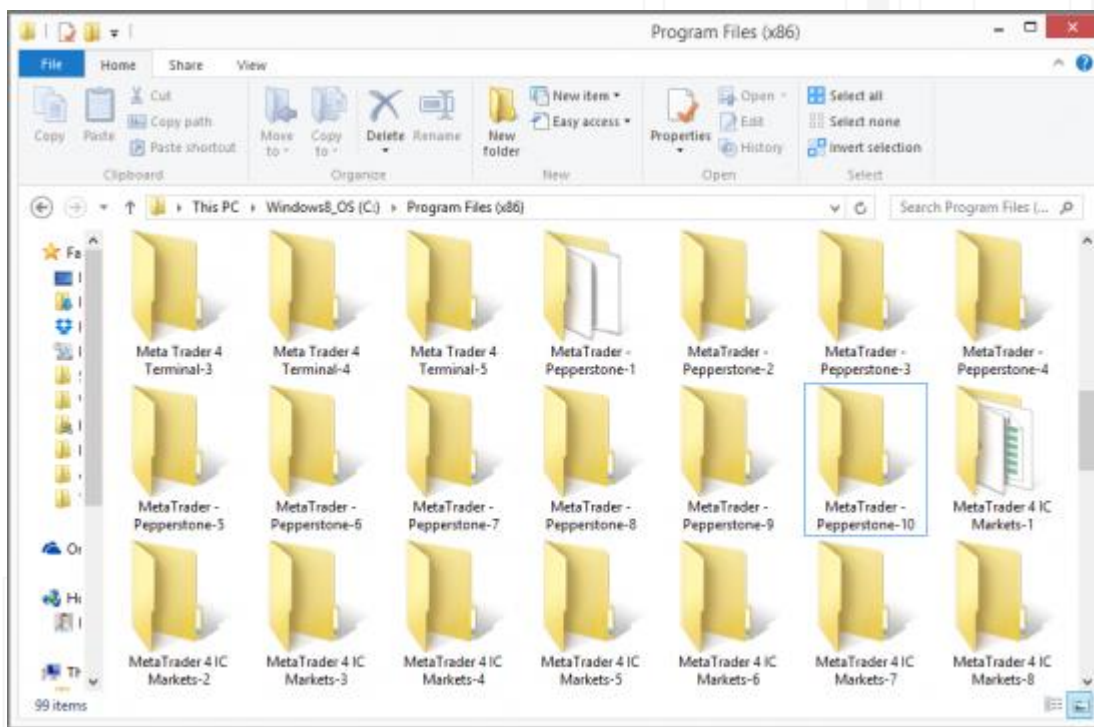 Program Files (x86)
File Home Share View
Copy
Paste
Cut
Copy path
Paste shortcut
Clipboard
Move to
Copy to
Delete
Rename
Organize
New folder
New item
Easy access
New
Properties
Open
Edit
History
Open
Select all
Select none
Invert selection
Select
This PC Windows8_OS (C:) Program Files (x86)
Search Program Files (...
Fa
Meta Trader 4
Terminal-3
Meta Trader 4
Terminal-4
Meta Trader 4
Terminal-5
MetaTrader -
Pepperstone-1
MetaTrader -
Pepperstone-2
MetaTrader -
Pepperstone-3
MetaTrader -
Pepperstone-4
MetaTrader -
Pepperstone-5
MetaTrader -
Pepperstone-6
MetaTrader -
Pepperstone-7
MetaTrader -
Pepperstone-8
MetaTrader -
Pepperstone-9
MetaTrader -
Pepperstone-10
MetaTrader 4 IC
Markets-1
On
Ho
MetaTrader 4 IC
Markets-2
MetaTrader 4 IC
Markets-3
MetaTrader 4 IC
Markets-4
MetaTrader 4 IC
Markets-5
MetaTrader 4 IC
Markets-6
MetaTrader 4 IC
Markets-7
MetaTrader 4 IC
Markets-8
Th
99 items